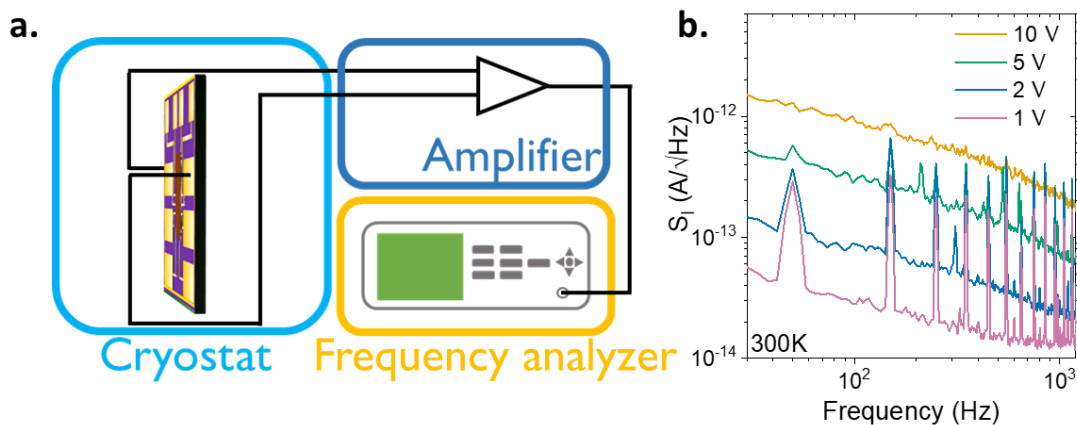 a.
Amplifier
Cryostat
Frequency analyzer
b.
10 V
5 V
2 V
1 V
S_I (A/√Hz)
10⁻¹²
10⁻¹³
10⁻¹⁴
300K
10²
10³
Frequency (Hz)